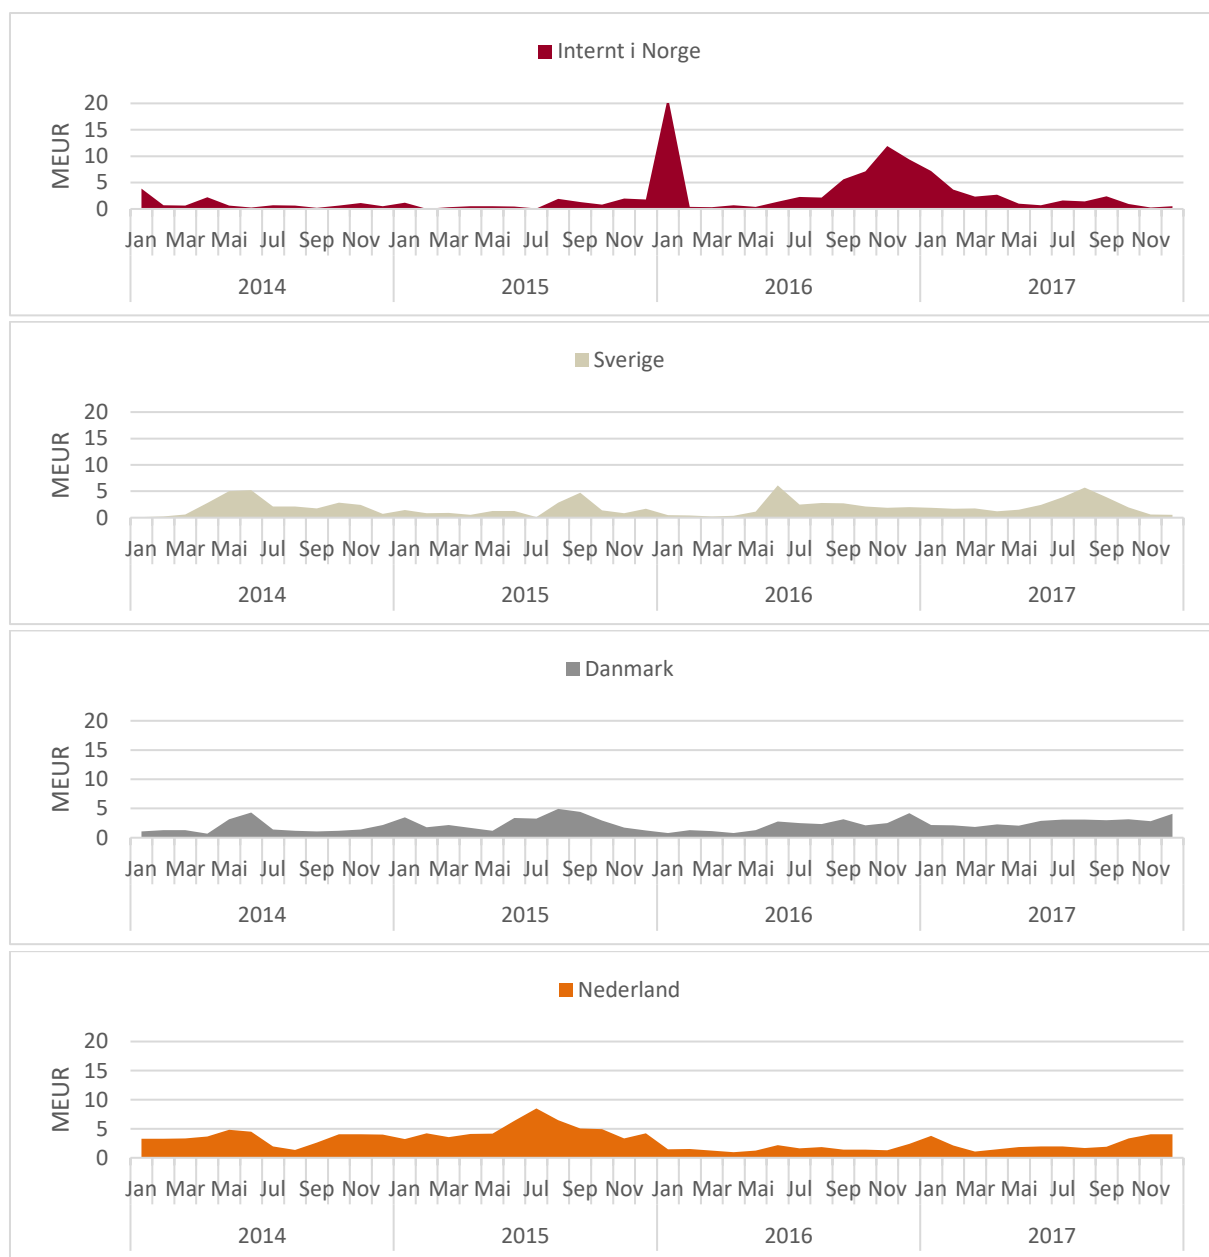 Internt i Norge
MEUR
20
15
10
5
0
Jan Mar Mai Jul Sep Nov Jan Mar Mai Jul Sep Nov Jan Mar Mai Jul Sep Nov Jan Mar Mai Jul Sep Nov
2014 2015 2016 2017
Sverige
MEUR
20
15
10
5
0
Jan Mar Mai Jul Sep Nov Jan Mar Mai Jul Sep Nov Jan Mar Mai Jul Sep Nov Jan Mar Mai Jul Sep Nov
2014 2015 2016 2017
Danmark
MEUR
20
15
10
5
0
Jan Mar Mai Jul Sep Nov Jan Mar Mai Jul Sep Nov Jan Mar Mai Jul Sep Nov Jan Mar Mai Jul Sep Nov
2014 2015 2016 2017
Nederland
MEUR
20
15
10
5
0
Jan Mar Mai Jul Sep Nov Jan Mar Mai Jul Sep Nov Jan Mar Mai Jul Sep Nov Jan Mar Mai Jul Sep Nov
2014 2015 2016 2017